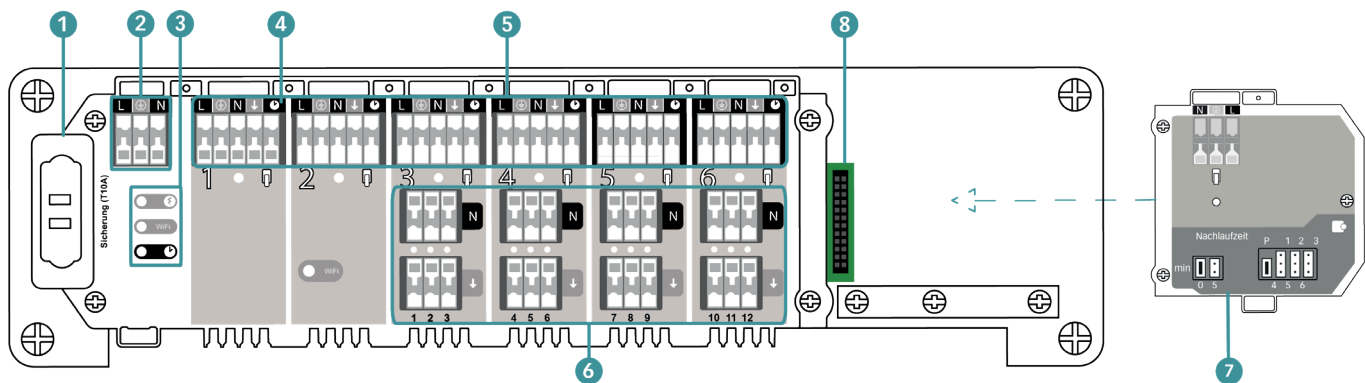 1 2 3 4 5 8
L N L N L N L N L N L N L N
N L
1 2 3 4 5 6
Sicherung (T10A)
WiFi
N N N N
WiFi
Nachlaufzeit
P 1 2 3
min
0 5 4 5 6
1 2 3 4 5 6 7 8 9 10 11 12
6 7